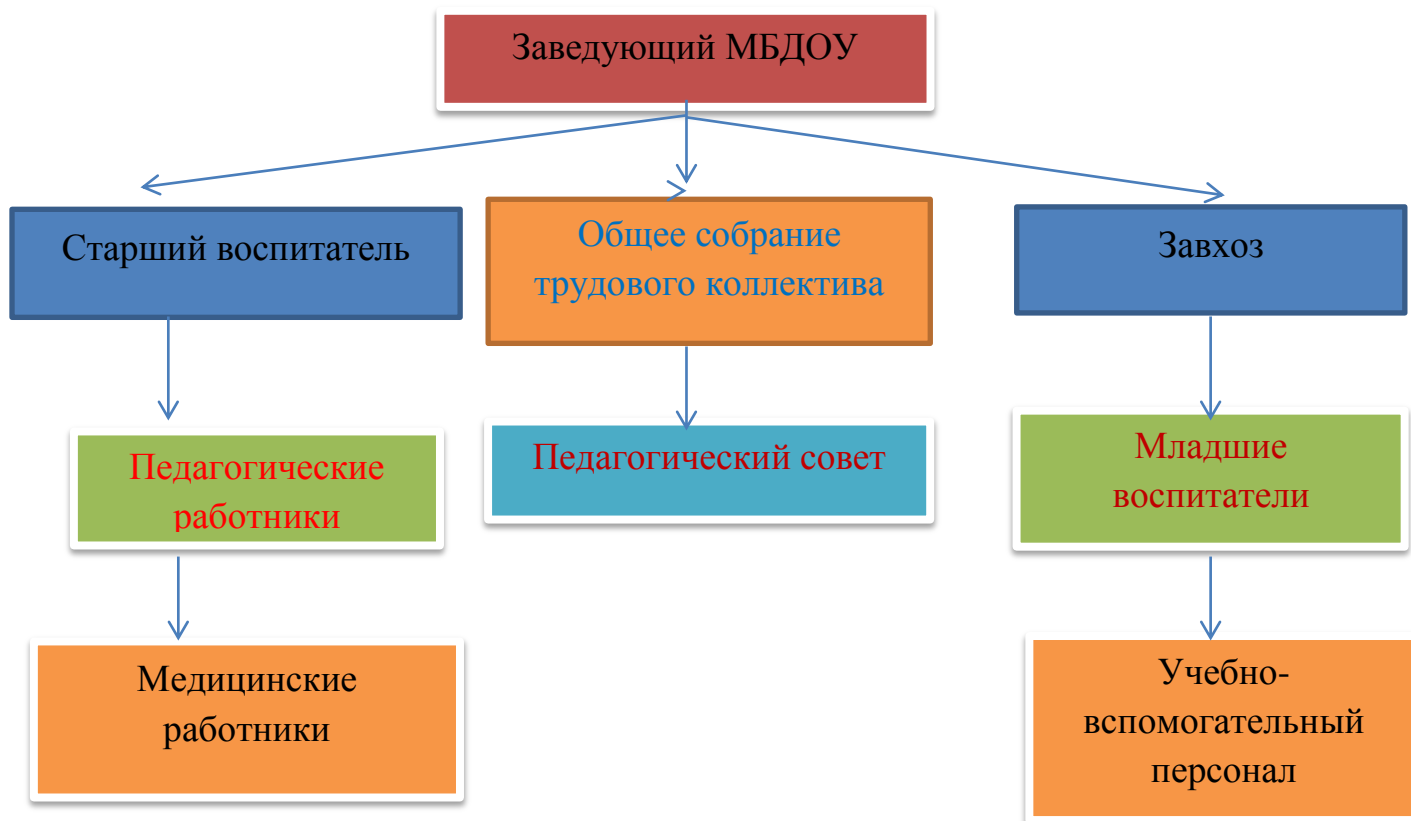 Заведующий МБДОУ
Старший воспитатель
Общее собрание
трудового коллектива
Завхоз
Педагогические
работники
Педагогический совет
Младшие
воспитатели
Медицинские
работники
Учебно-
вспомогательный
персонал